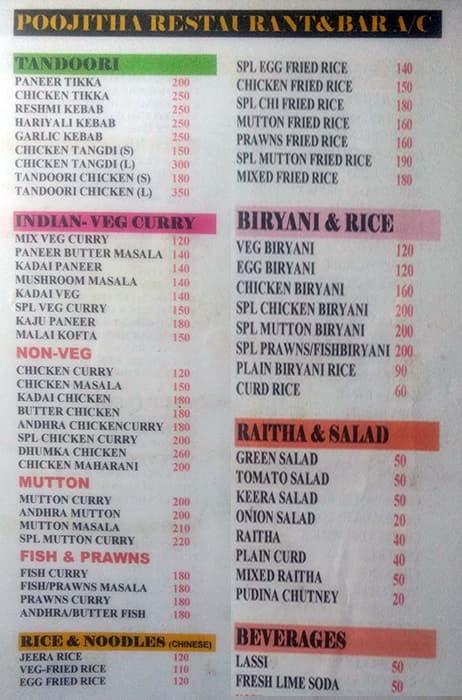 POOJITHA RESTAURANT&BAR A/C
TANDOORI
PANEER TIKKA 200
CHICKEN TIKKA 250
RESHMI KEBAB 250
HARIYALI KEBAB 250
GARLIC KEBAB 250
CHICKEN TANGDI (S) 150
CHICKEN TANGDI (L) 300
TANDOORI CHICKEN (S) 180
TANDOORI CHICKEN (L) 350
INDIAN- VEG CURRY
MIX VEG CURRY 120
PANEER BUTTER MASALA 140
KADAI PANEER 140
MUSHROOM MASALA 140
KADAI VEG 140
SPL VEG CURRY 150
KAJU PANEER 180
MALAI KOFTA 150
NON-VEG
CHICKEN CURRY 120
CHICKEN MASALA 150
KADAI CHICKEN 180
BUTTER CHICKEN 180
ANDHRA CHICKENCURRY 180
SPL CHICKEN CURRY 200
DHUMKA CHICKEN 260
CHICKEN MAHARANI 200
MUTTON
MUTTON CURRY 200
ANDHRA MUTTON 200
MUTTON MASALA 210
SPL MUTTON CURRY 220
FISH & PRAWNS
FISH CURRY 180
FISH/PRAWNS MASALA 180
PRAWNS CURRY 180
ANDHRA/BUTTER FISH 180
RICE & NOODLES (CHINESE)
JEERA RICE 120
VEG-FRIED RICE 110
EGG FRIED RICE 120
SPL EGG FRIED RICE 140
CHICKEN FRIED RICE 150
SPL CHI FRIED RICE 180
MUTTON FRIED RICE 160
PRAWNS FRIED RICE 160
SPL MUTTON FRIED RICE 190
MIXED FRIED RICE 180
BIRYANI & RICE
VEG BIRYANI 120
EGG BIRYANI 120
CHICKEN BIRYANI 160
SPL CHICKEN BIRYANI 200
SPL MUTTON BIRYANI 200
SPL PRAWNS/FISHBIRYANI 200
PLAIN BIRYANI RICE 90
CURD RICE 60
RAITHA & SALAD
GREEN SALAD 50
TOMATO SALAD 50
KEERA SALAD 50
ONION SALAD 20
RAITHA 40
PLAIN CURD 40
MIXED RAITHA 50
PUDINA CHUTNEY 20
BEVERAGES
LASSI 50
FRESH LIME SODA 50